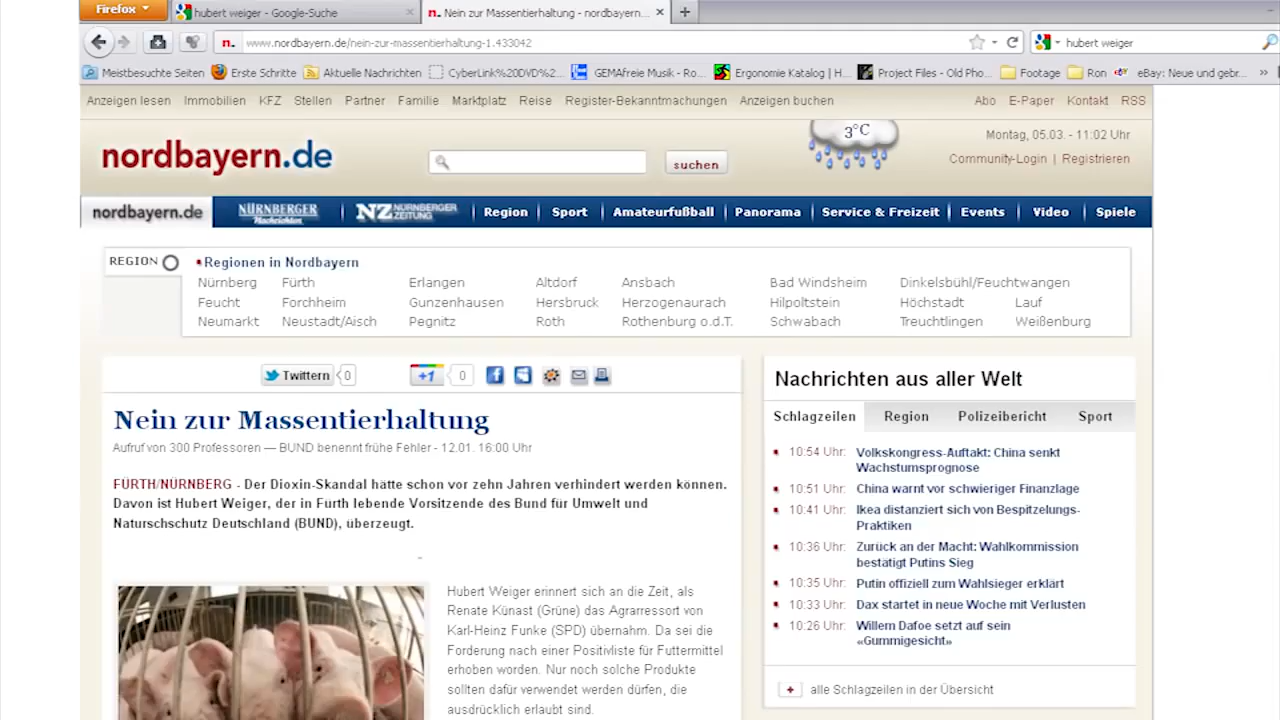 Firefox
hubert weiger - Google-Suche
n. Nein zur Massentierhaltung - nordbayern...
www.nordbayern.de/nein-zur-massentierhaltung-1.433042
hubert weiger
Meistbesuchte Seiten Erste Schritte Aktuelle Nachrichten CyberLink%20DVD%2... GEMAfreie Musik - Ro... Ergonomie Katalog | H... Project Files - Old Pho... Footage Ron eBay: Neue und gebr... »
Anzeigen lesen Immobilien KFZ Stellen Partner Familie Marktplatz Reise Register-Bekanntmachungen Anzeigen buchen Abo E-Paper Kontakt RSS
3°C
Montag, 05.03. - 11:02 Uhr
nordbayern.de
suchen
Community-Login | Registrieren
nordbayern.de NÜRNBERGER Nachrichten NZ NÜRNBERGER ZEITUNG Region Sport Amateurfußball Panorama Service & Freizeit Events Video Spiele
REGION
Regionen in Nordbayern
Nürnberg Fürth Erlangen Altdorf Ansbach Bad Windsheim Dinkelsbühl/Feuchtwangen
Feucht Forchheim Gunzenhausen Hersbruck Herzogenaurach Hilpoltstein Höchstadt Lauf
Neumarkt Neustadt/Aisch Pegnitz Roth Rothenburg o.d.T. Schwabach Treuchtlingen Weißenburg
Twittern 0 +1 0
Nein zur Massentierhaltung
Aufruf von 300 Professoren — BUND benennt frühe Fehler - 12.01. 16:00 Uhr
FÜRTH/NÜRNBERG - Der Dioxin-Skandal hätte schon vor zehn Jahren verhindert werden können.
Davon ist Hubert Weiger, der in Fürth lebende Vorsitzende des Bund für Umwelt und
Naturschschutz Deutschland (BUND), überzeugt.
Hubert Weiger erinnert sich an die Zeit, als
Renate Künast (Grüne) das Agrarressort von
Karl-Heinz Funke (SPD) übernahm. Da sei die
Forderung nach einer Positivliste für Futtermittel
erhoben worden. Nur noch solche Produkte
sollten dafür verwendet werden dürfen, die
ausdrücklich erlaubt sind.
Nachrichten aus aller Welt
Schlagzeilen Region Polizeibericht Sport
10:54 Uhr: Volkskongress-Auftakt: China senkt
Wachstumsprognose
10:51 Uhr: China warnt vor schwieriger Finanzlage
10:41 Uhr: Ikea distanziert sich von Bespitzelungs-
Praktiken
10:36 Uhr: Zurück an der Macht: Wahlkommission
bestätigt Putins Sieg
10:35 Uhr: Putin offiziell zum Wahlsieger erklärt
10:33 Uhr: Dax startet in neue Woche mit Verlusten
10:26 Uhr: Willem Dafoe setzt auf sein
«Gummigesicht»
alle Schlagzeilen in der Übersicht